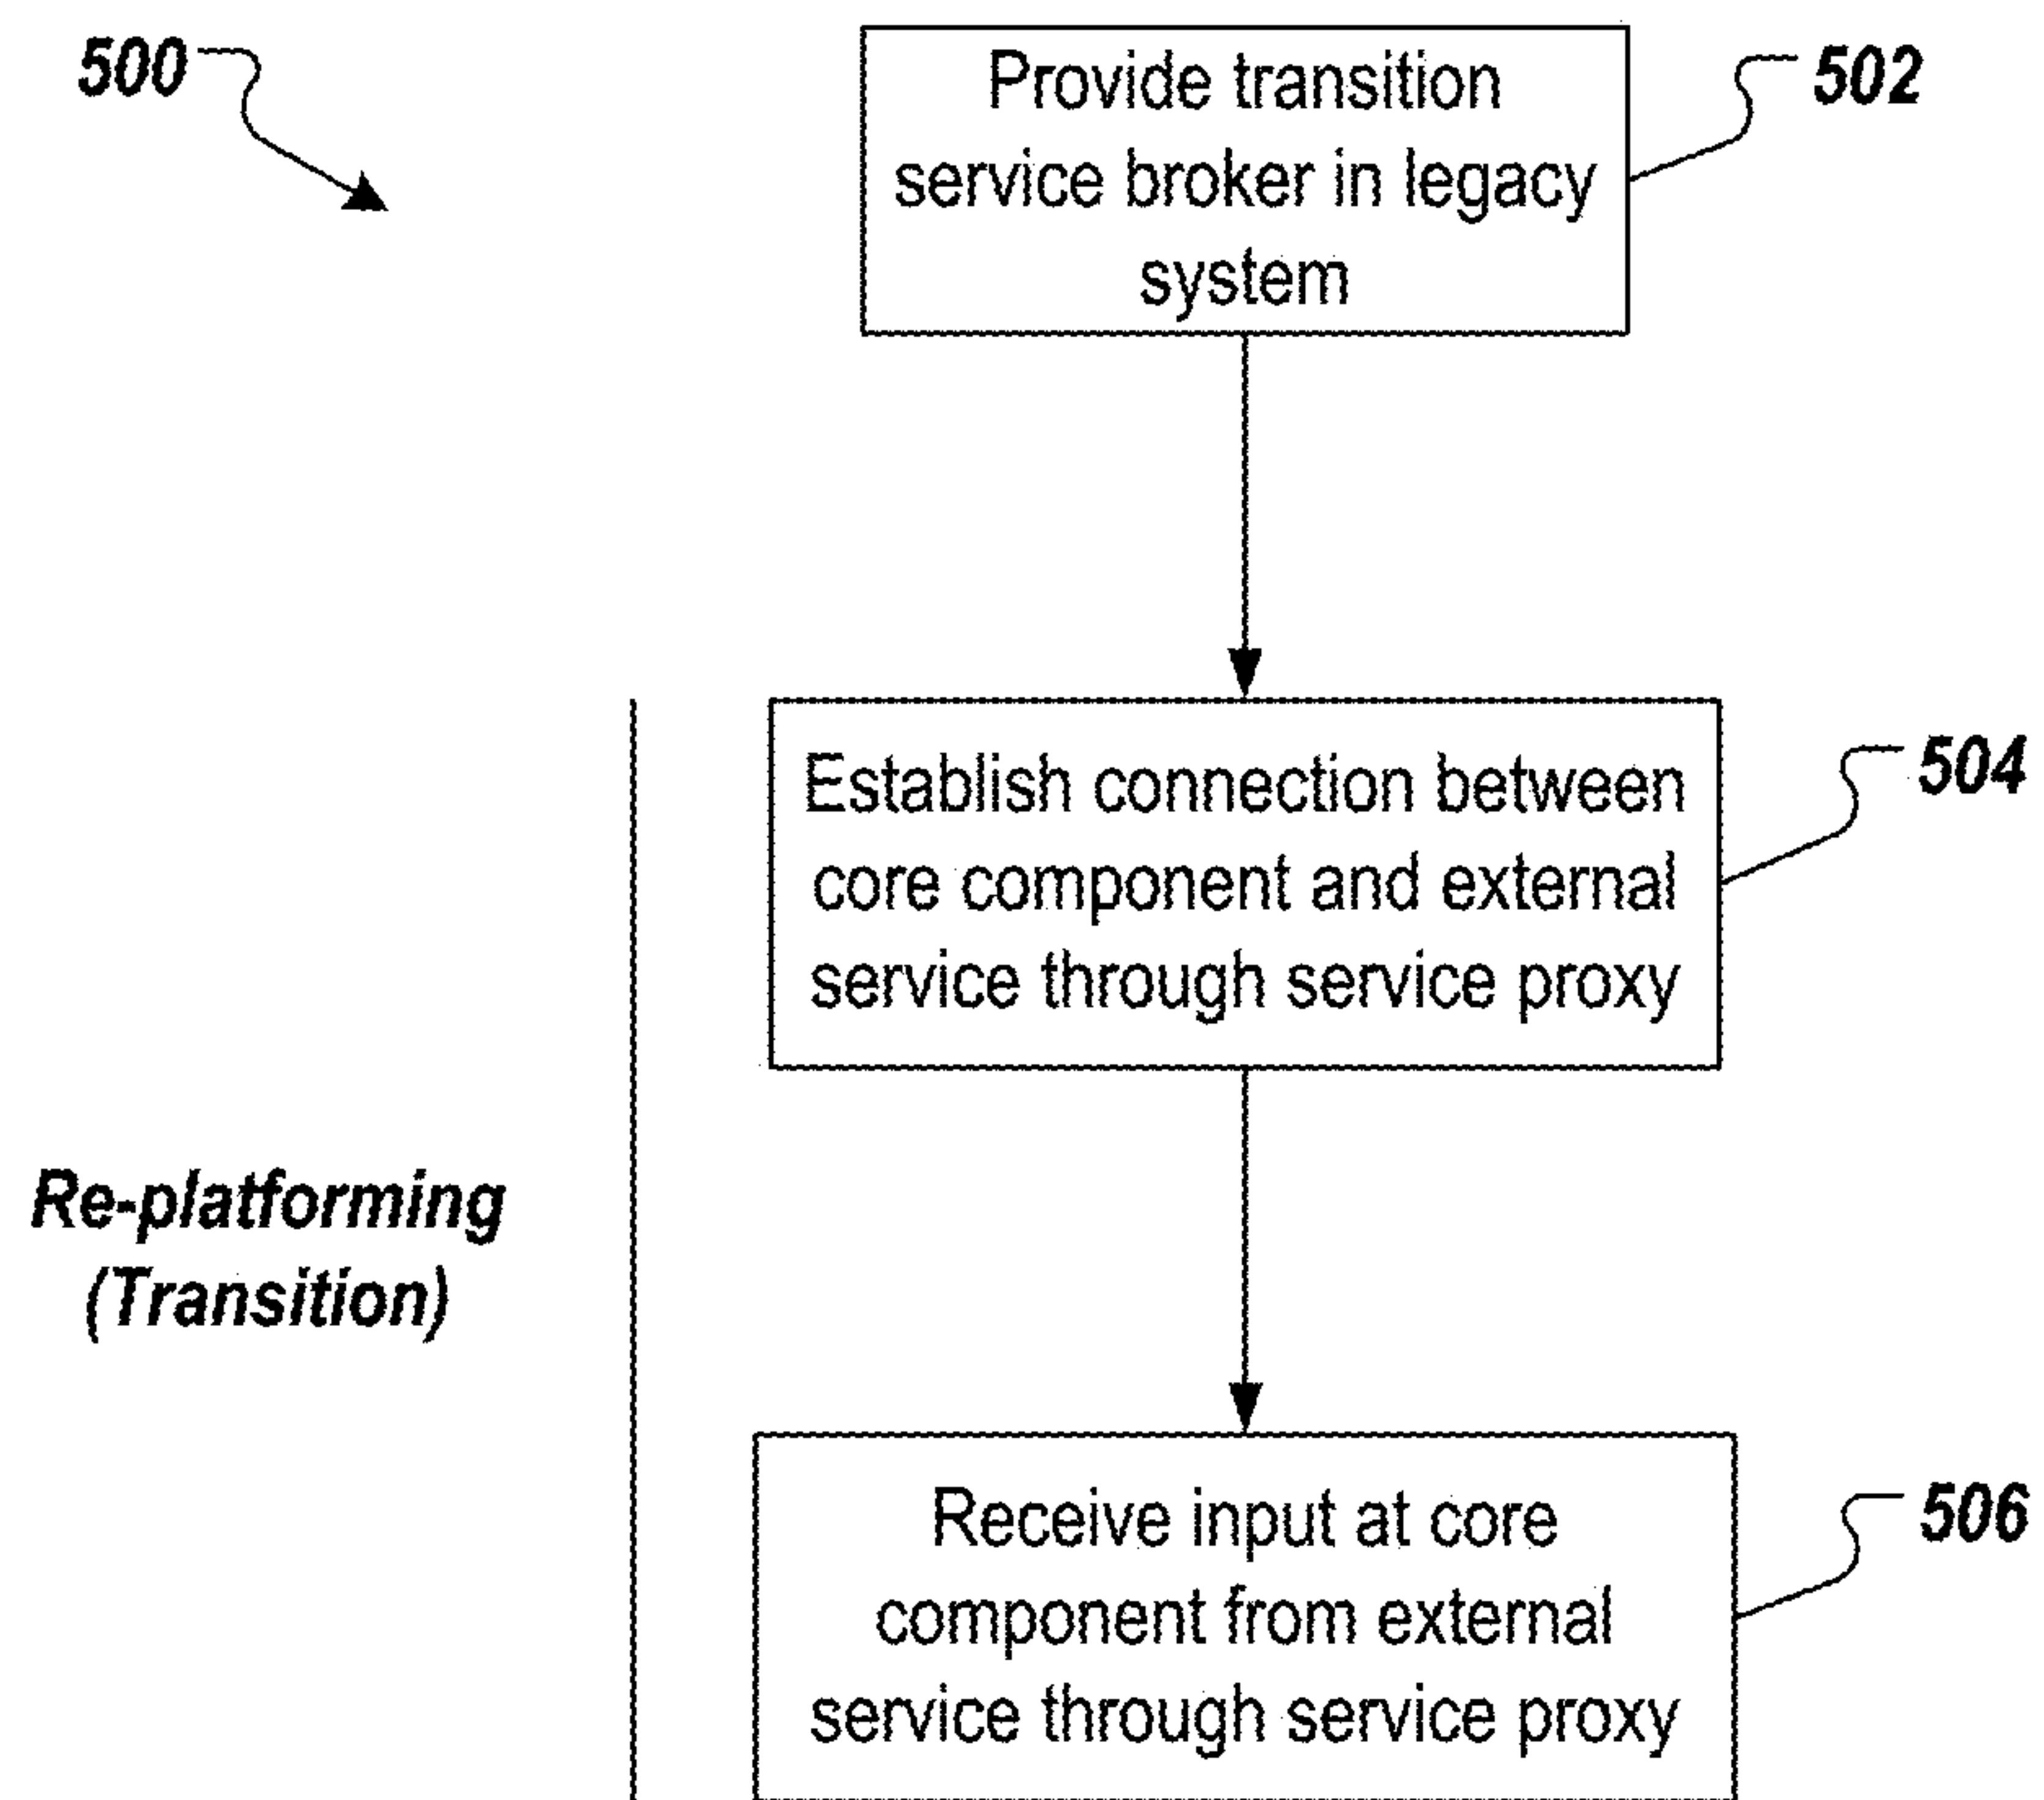 500
Provide transition
service broker in legacy
system
502
Establish connection between
core component and external
service through service proxy
504
Re-platforming
(Transition)
Receive input at core
component from external
service through service proxy
506